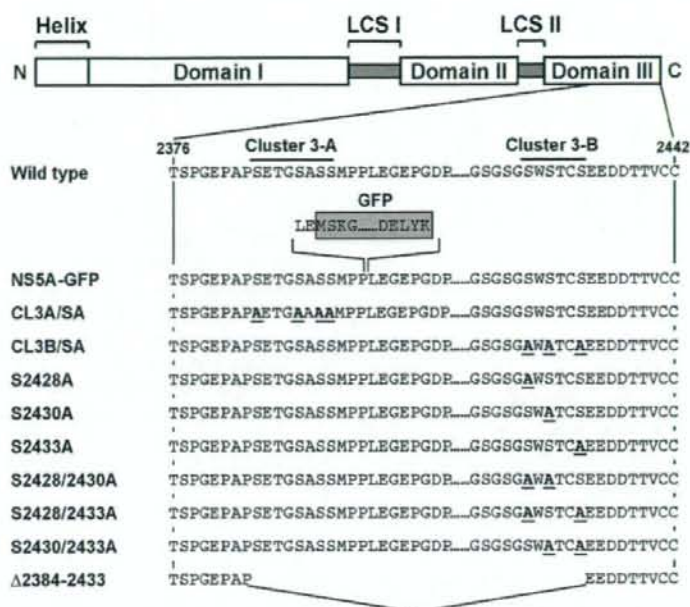 Helix LCS I LCS II
N Domain I Domain II Domain III C
2376 Cluster 3-A Cluster 3-B 2442
Wild type TSPGEPAPSETGSASSMPPLEGEPGDP......GSGSGSWSTCSEEDDTTVCC
GFP
LEMSKG......DELYK
NS5A-GFP TSPGEPAPSETGSASSMPPLEGEPGDP......GSGSGSWSTCSEEDDTTVCC
CL3A/SA TSPGEPAPAETGAAAAMPPLEGEPGDP......GSGSGSWSTCSEEDDTTVCC
CL3B/SA TSPGEPAPSETGSASSMPPLEGEPGDP......GSGSGAWATCAEEDDTTVCC
S2428A TSPGEPAPSETGSASSMPPLEGEPGDP......GSGSGAWSTCSEEDDTTVCC
S2430A TSPGEPAPSETGSASSMPPLEGEPGDP......GSGSGSWATCSEEDDTTVCC
S2433A TSPGEPAPSETGSASSMPPLEGEPGDP......GSGSGSWSTCAEEDDTTVCC
S2428/2430A TSPGEPAPSETGSASSMPPLEGEPGDP......GSGSGAWATCSEEDDTTVCC
S2428/2433A TSPGEPAPSETGSASSMPPLEGEPGDP......GSGSGAWSTCAEEDDTTVCC
S2430/2433A TSPGEPAPSETGSASSMPPLEGEPGDP......GSGSGSWATCAEEDDTTVCC
Δ2384-2433 TSPGEPAP EEDDTTVCC